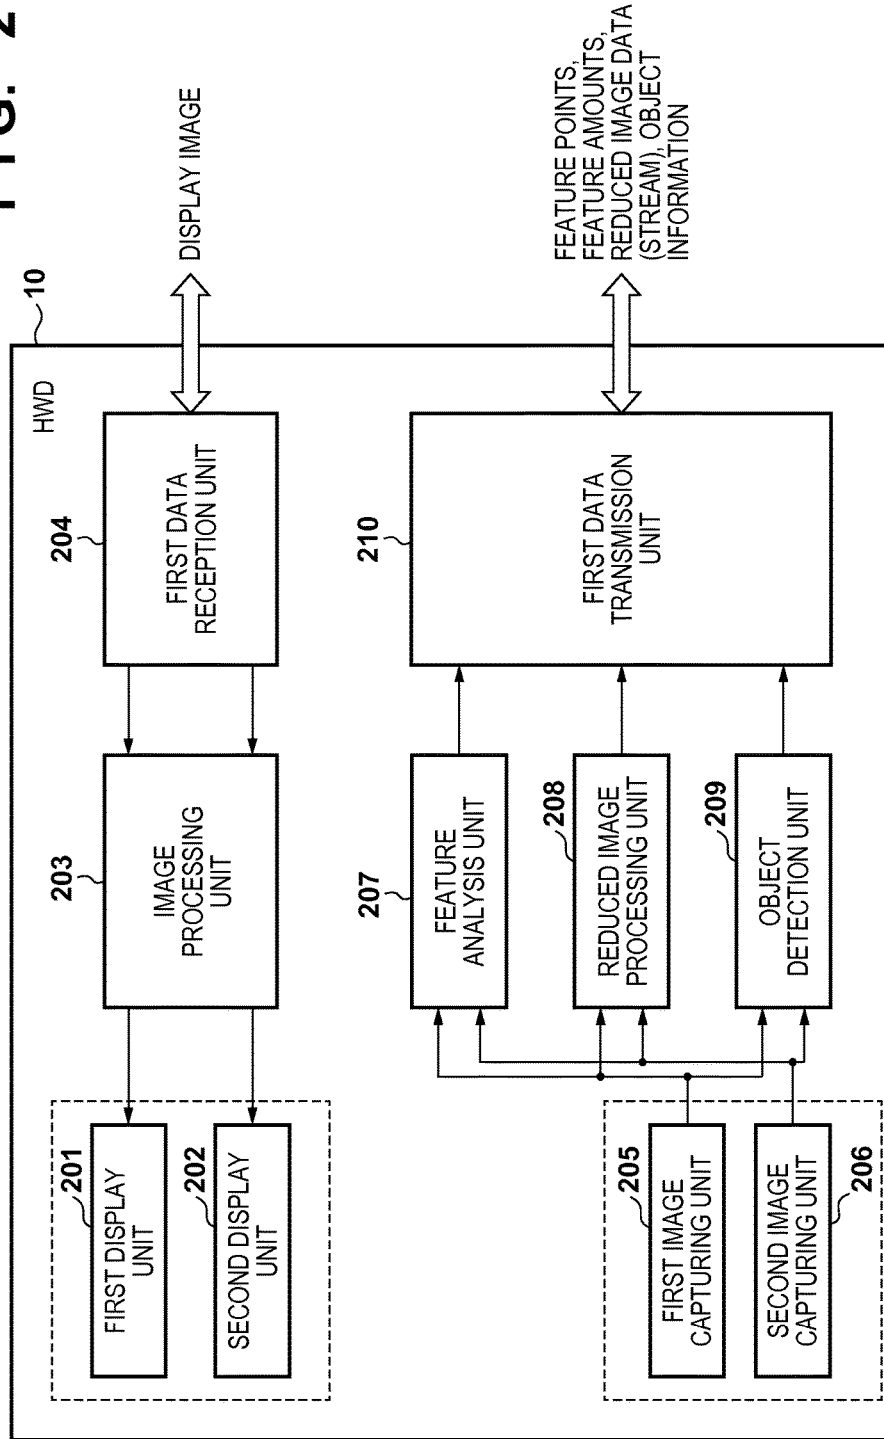 FIG. 2
10
HWD
201
FIRST DISPLAY
UNIT
202
SECOND DISPLAY
UNIT
203
IMAGE
PROCESSING
UNIT
204
FIRST DATA
RECEPTION UNIT
DISPLAY IMAGE
205
FIRST IMAGE
CAPTURING UNIT
SECOND IMAGE
CAPTURING UNIT
206
207
FEATURE
ANALYSIS UNIT
208
REDUCED IMAGE
PROCESSING UNIT
209
OBJECT
DETECTION UNIT
210
FIRST DATA
TRANSMISSION
UNIT
FEATURE POINTS,
FEATURE AMOUNTS,
REDUCED IMAGE DATA
(STREAM), OBJECT
INFORMATION